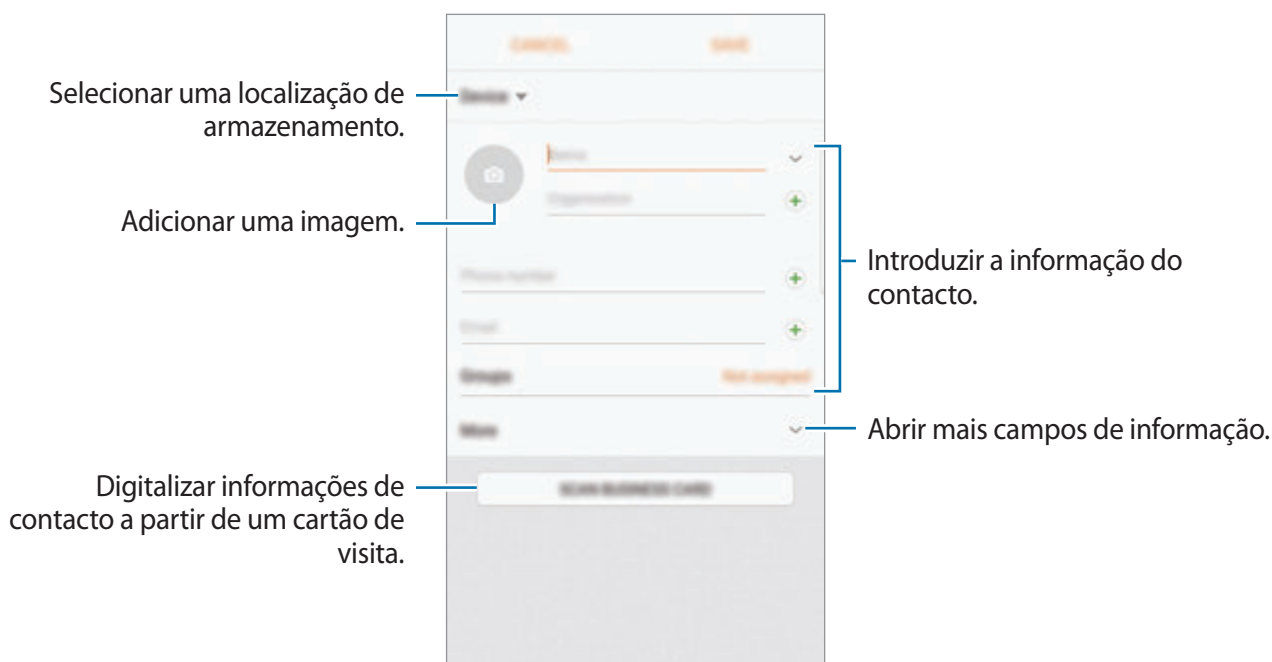 CANCEL
SAVE
Selecionar uma localização de
armazenamento.
Device
Name
Organization
Adicionar uma imagem.
Phone number
Introduzir a informação do
contacto.
Email
Groups
Not assigned
More
Abrir mais campos de informação.
SCAN BUSINESS CARD
Digitalizar informações de
contacto a partir de um cartão de
visita.